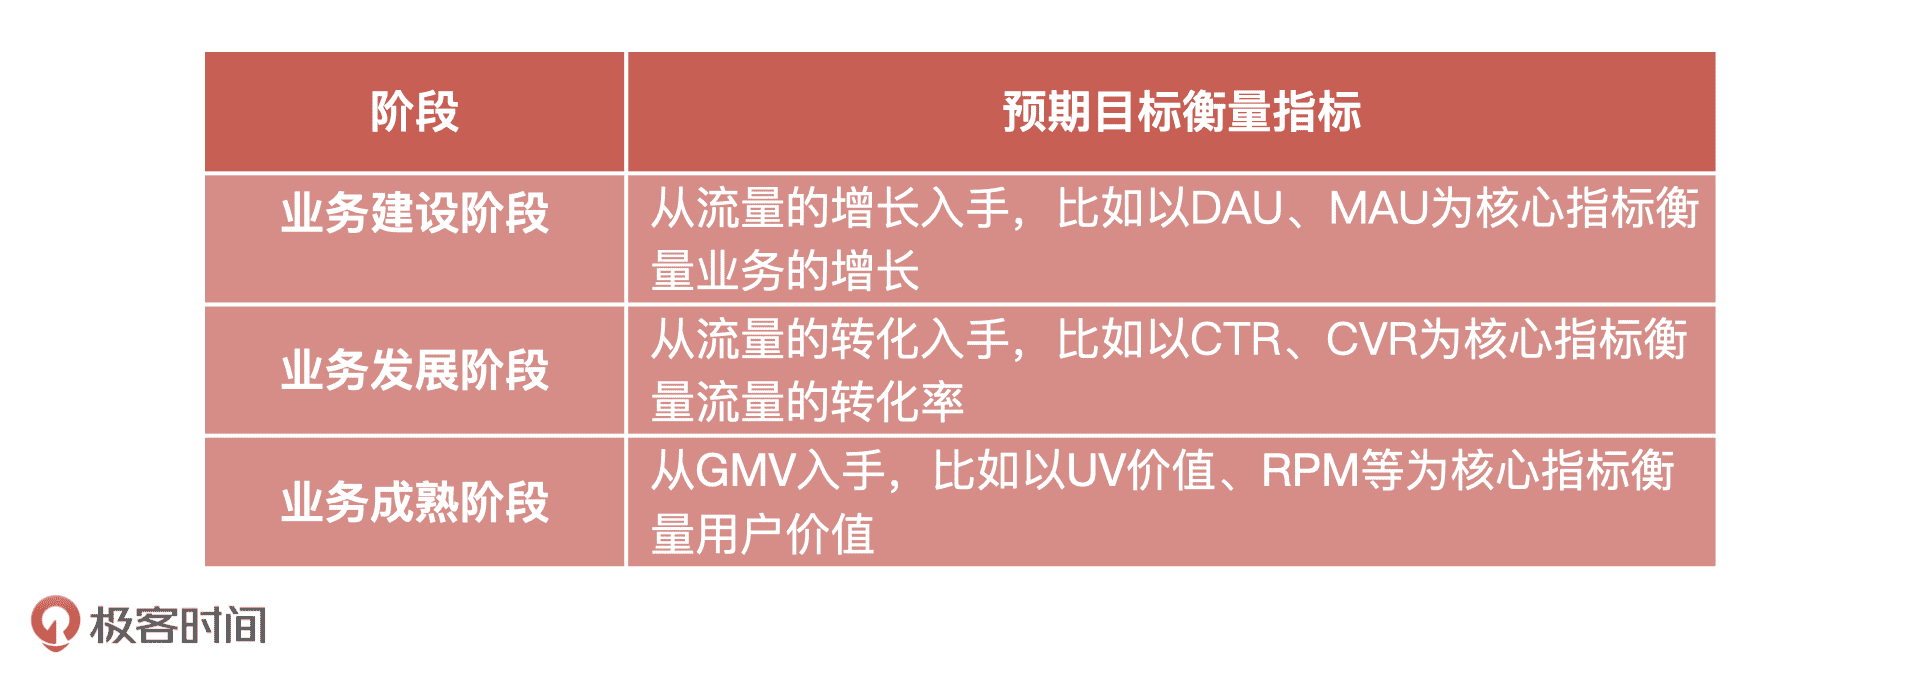 阶段
预期目标衡量指标
业务建设阶段
从流量的增长入手，比如以DAU、MAU为核心指标衡
量业务的增长
业务发展阶段
从流量的转化入手，比如以CTR、CVR为核心指标衡
量流量的转化率
业务成熟阶段
从GMV入手，比如以UV价值、RPM等为核心指标衡
量用户价值
极客时间